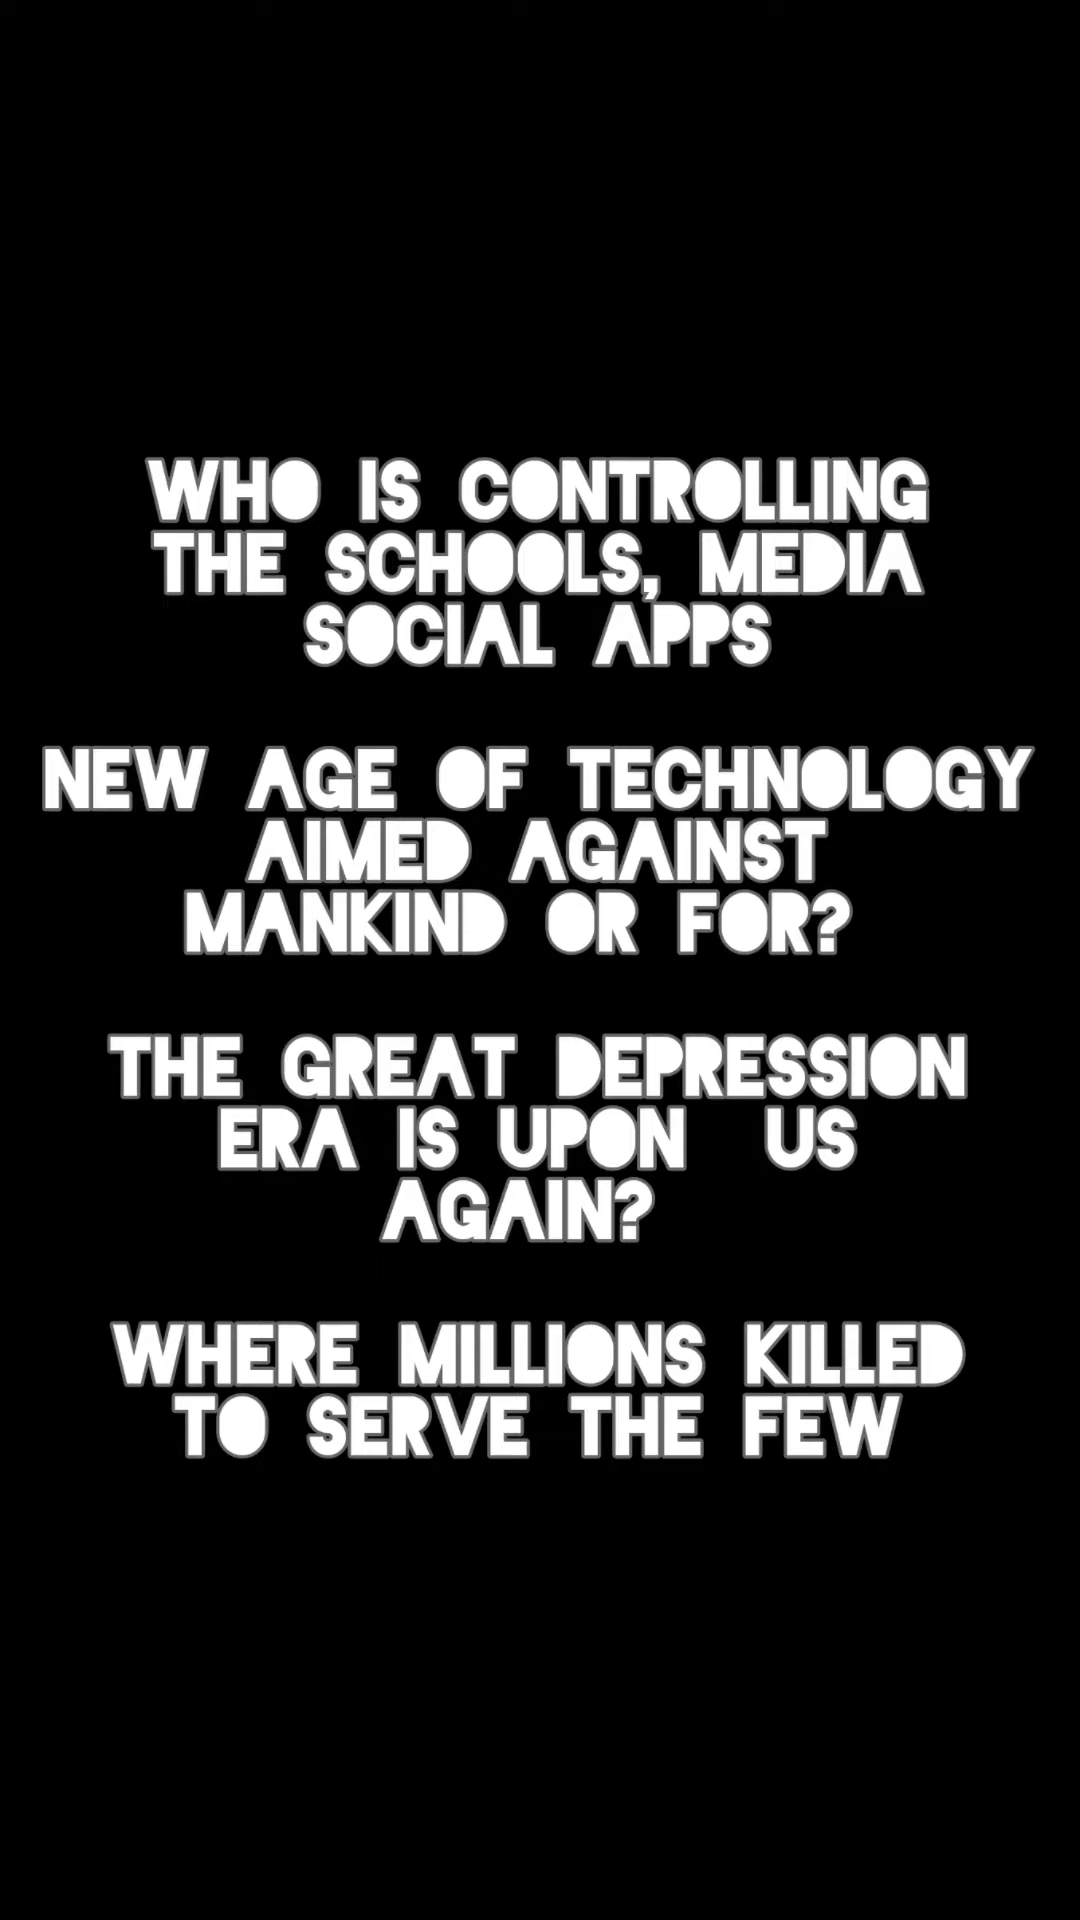 WHO IS CONTROLLING
THE SCHOOLS, MEDIA
SOCIAL APPS
NEW AGE OF TECHNOLOGY
AIMED AGAINST
MANKIND OR FOR?
THE GREAT DEPRESSION
ERA IS UPON US
AGAIN?
WHERE MILLIONS KILLED
TO SERVE THE FEW